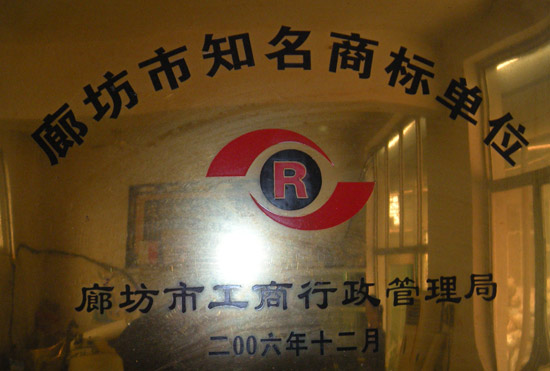 廊坊市知名商标单位
R
廊坊市工商行政管理局
二00六年十二月